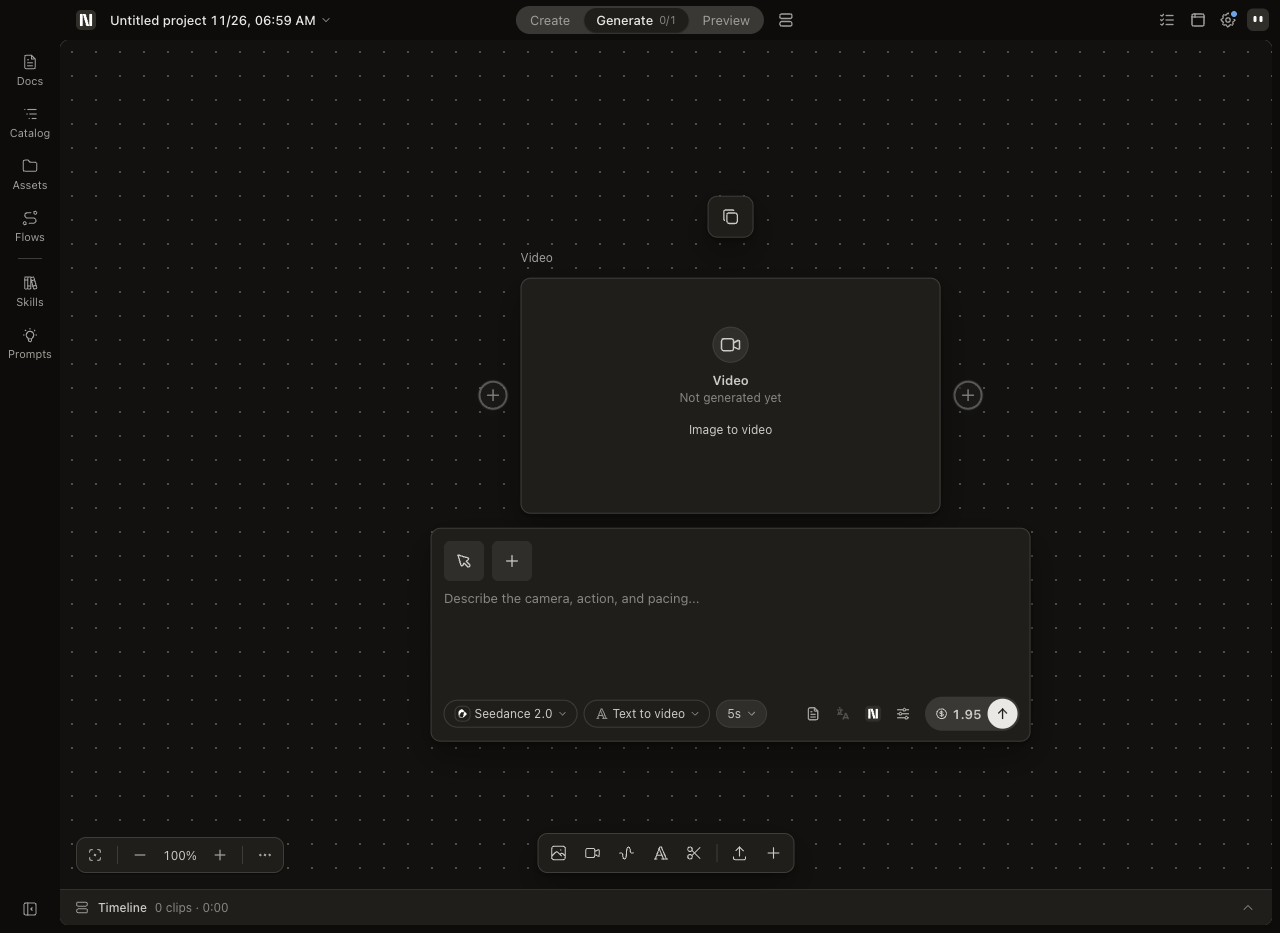 Untitled project 11/26, 06:59 AM
Create
Generate 0/1
Preview
Docs
Catalog
Assets
Flows
Skills
Prompts
Video
Video
Not generated yet
Image to video
Describe the camera, action, and pacing...
Seedance 2.0
Text to video
5s
1.95
100%
Timeline 0 clips · 0:00